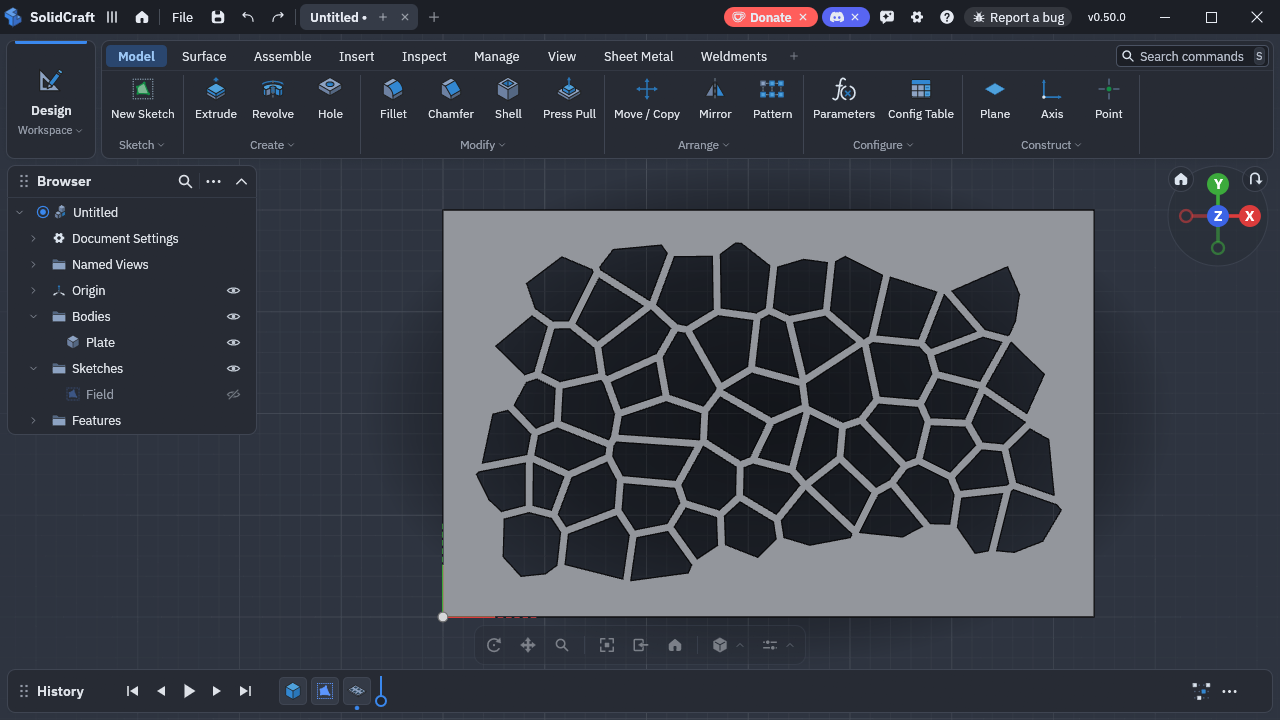 SolidCraft
File
Untitled •
Donate
Report a bug
v0.50.0
Design
Workspace
Model
Surface
Assemble
Insert
Inspect
Manage
View
Sheet Metal
Weldments
Search commands
S
New Sketch
Extrude
Revolve
Hole
Fillet
Chamfer
Shell
Press Pull
Move / Copy
Mirror
Pattern
Parameters
Config Table
Plane
Axis
Point
Sketch
Create
Modify
Arrange
Configure
Construct
Browser
Untitled
Document Settings
Named Views
Origin
Bodies
Plate
Sketches
Field
Features
Y
Z
X
History